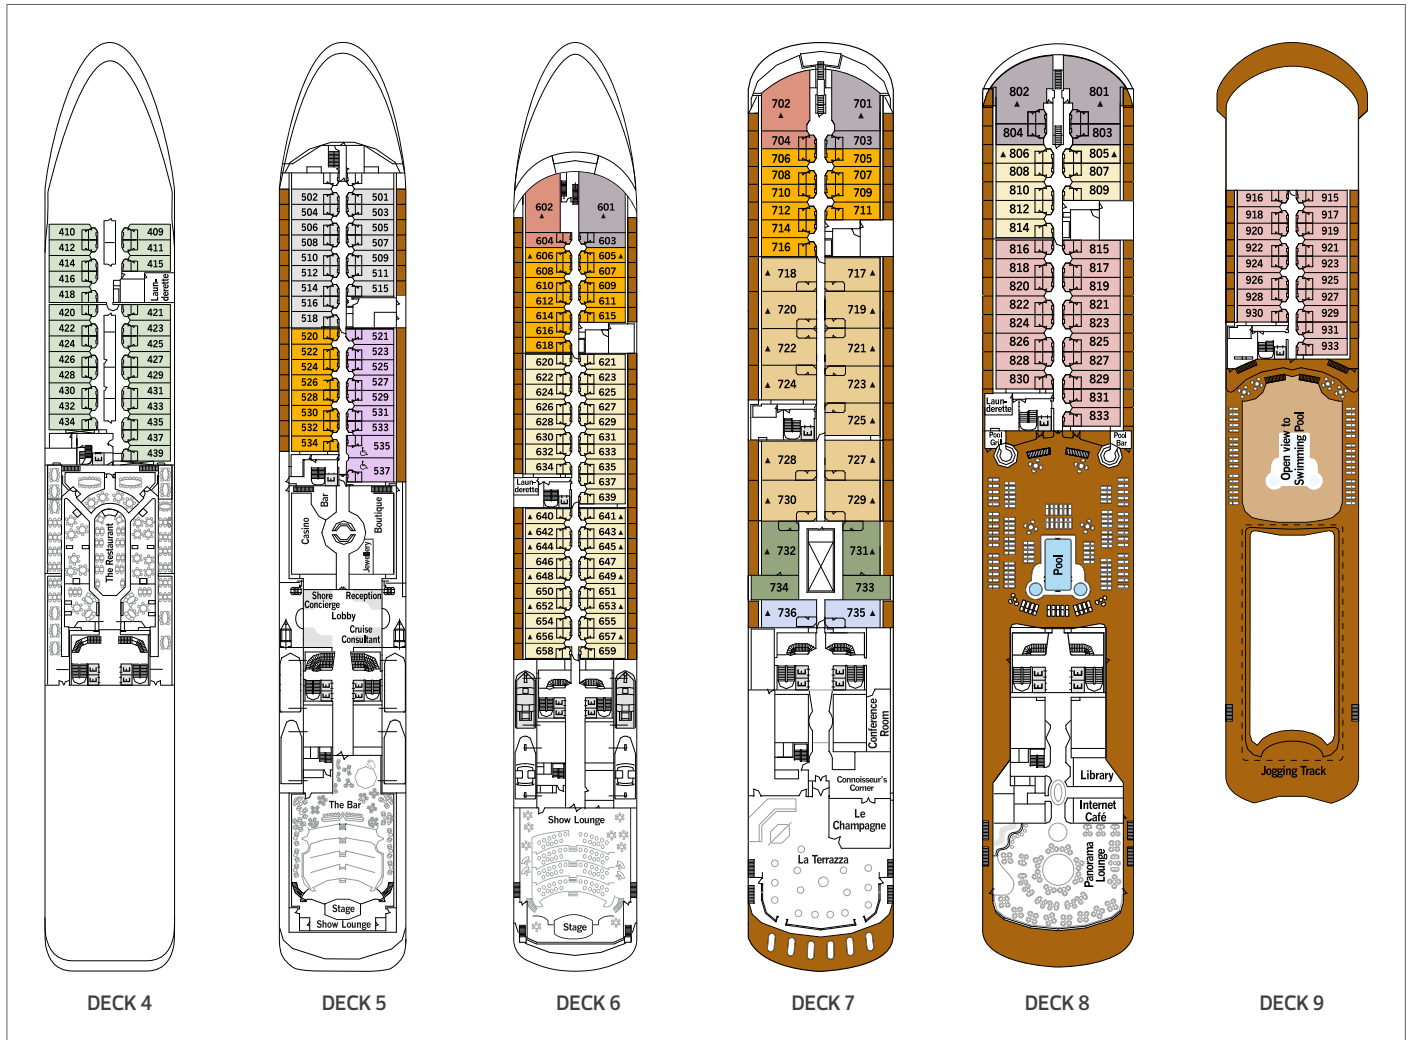 410 409
412 411
414 415
416
418
Laun-
derette
420 421
422 423
424 425
426 427
428 429
430 431
432 433
434 435
437
439
E
The Restaurant
E E
E E
DECK 4
502 501
504 503
506 505
508 507
510 509
512 511
514 515
516
518
520 521
522 523
524 525
526 527
528 529
530 531
532 533
534 535
537
E
Bar
Casino
Boutique
Jewellery
Shore
Concierge
Reception
Lobby
Cruise
Consultant
E E
E E
The Bar
Stage
Show Lounge
DECK 5
602 601
604 603
606 605
608 607
610 609
612 611
614 615
616
618
620 621
622 623
624 625
626 627
628 629
630 631
632 633
634 635
637
639
Laun-
derette
E
640 641
642 643
644 645
646 647
648 649
650 651
652 653
654 655
656 657
658 659
E E
E E
Show Lounge
Stage
DECK 6
702 701
704 703
706 705
708 707
710 709
712 711
714
716
718 717
720 719
722 721
724 723
725
E
728 727
730 729
732 731
734 733
736 735
E E
E E
Conference
Room
Connoisseur's
Corner
Le
Champagne
La Terrazza
DECK 7
802 801
804 803
806 805
808 807
810 809
812
814
816 815
818 817
820 819
822 821
824 823
826 825
828 827
830 829
831
833
Laun-
derette
E
Pool
Grill
Pool
Bar
Pool
E E
E E
Library
Internet
Café
Panorama
Lounge
DECK 8
916 915
918 917
920 919
922 921
924 923
926 925
928 927
930 929
931
933
E
Open view to
Swimming Pool
Jogging Track
DECK 9